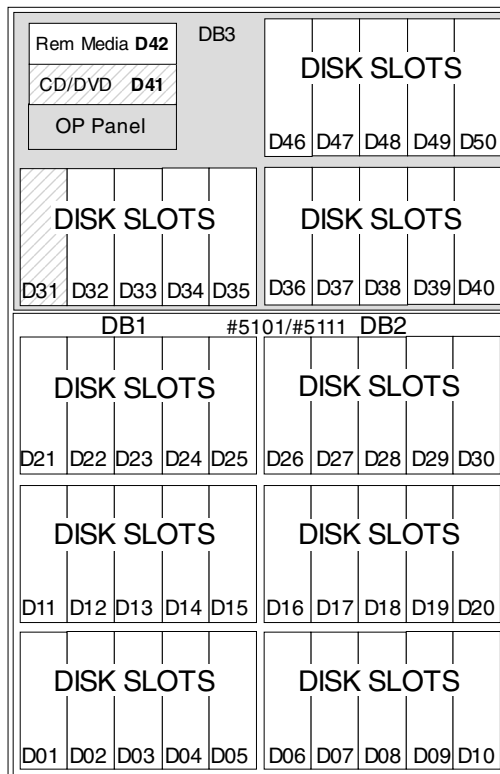 Rem Media D42
DB3
CD/DVD D41
OP Panel
DISK SLOTS
D46 D47 D48 D49 D50
DISK SLOTS
D31 D32 D33 D34 D35
DISK SLOTS
D36 D37 D38 D39 D40
DB1 #5101/#5111 DB2
DISK SLOTS
D21 D22 D23 D24 D25
DISK SLOTS
D26 D27 D28 D29 D30
DISK SLOTS
D11 D12 D13 D14 D15
DISK SLOTS
D16 D17 D18 D19 D20
DISK SLOTS
D01 D02 D03 D04 D05
DISK SLOTS
D06 D07 D08 D09 D10